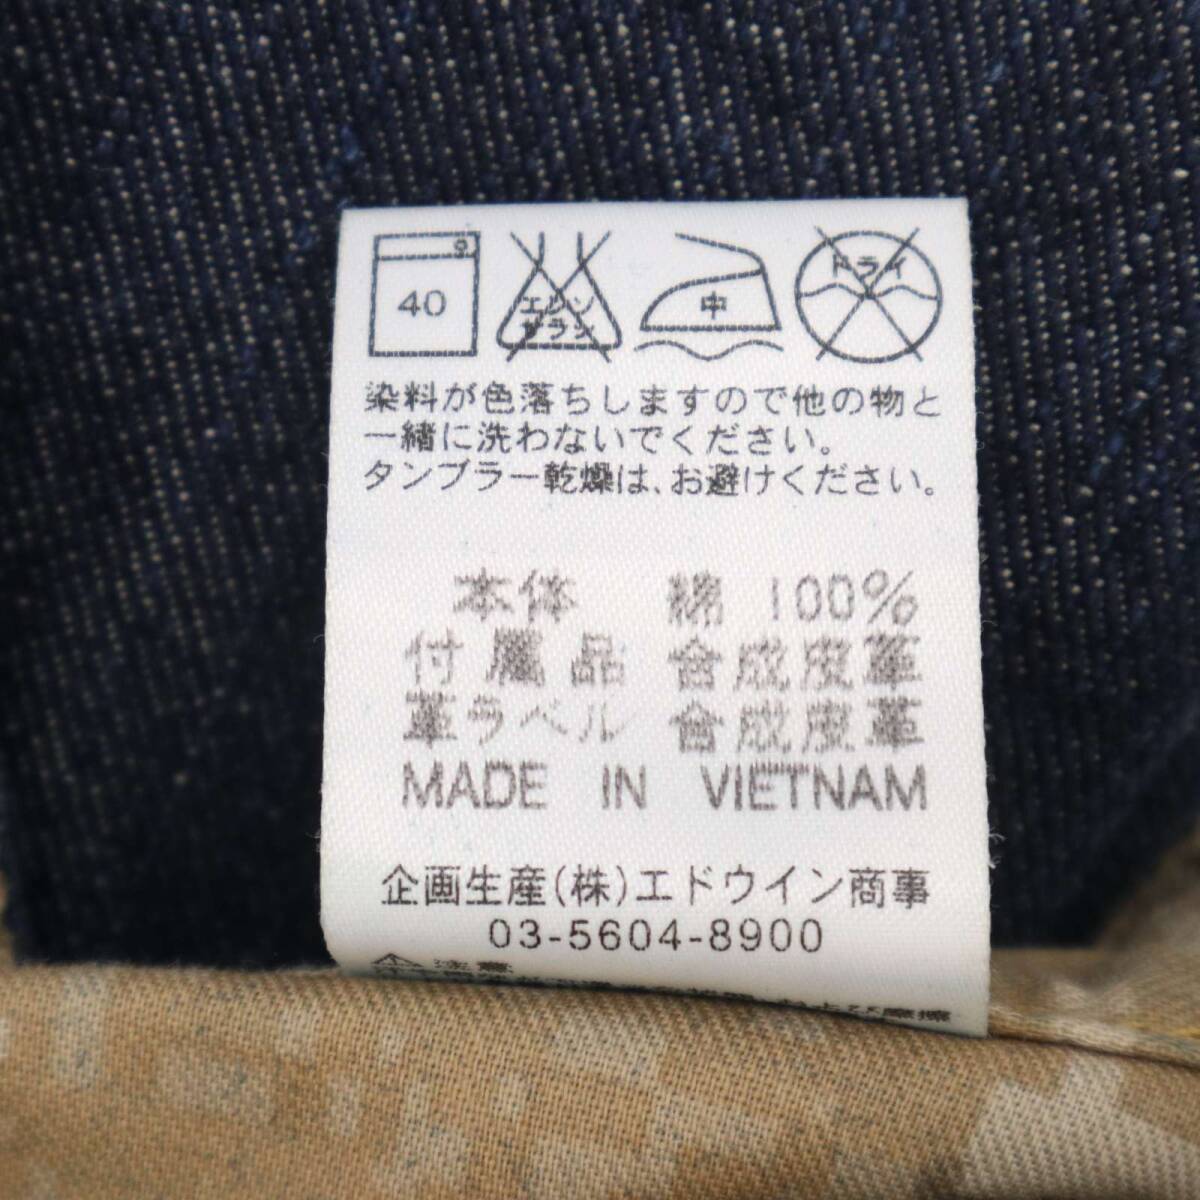 40
エンソ
サラシ
中
ドライ
染料が色落ちしますので他の物と
一緒に洗わないでください。
タンブラー乾燥は、お避けください。
本体 綿 100%
付属品 合成皮革
革ラベル 合成皮革
MADE IN VIETNAM
企画生産(株)エドウイン商事
03-5604-8900
注意